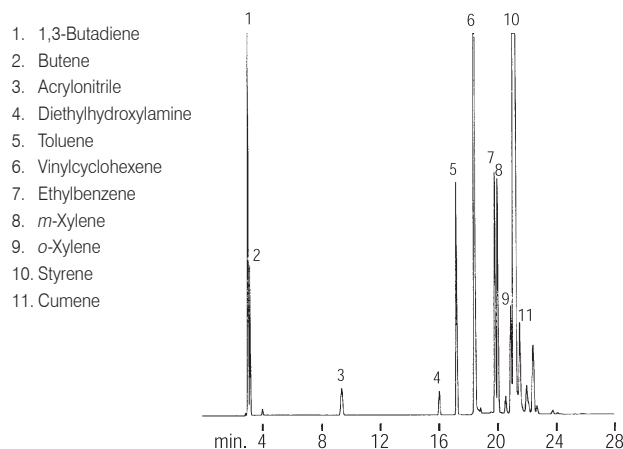 1. 1,3-Butadiene
2. Butene
3. Acrylonitrile
4. Diethylhydroxylamine
5. Toluene
6. Vinylcyclohexene
7. Ethylbenzene
8. m-Xylene
9. o-Xylene
10. Styrene
11. Cumene
1
2
3
4
5
6
7
8
9
10
11
min. 4 8 12 16 20 24 28